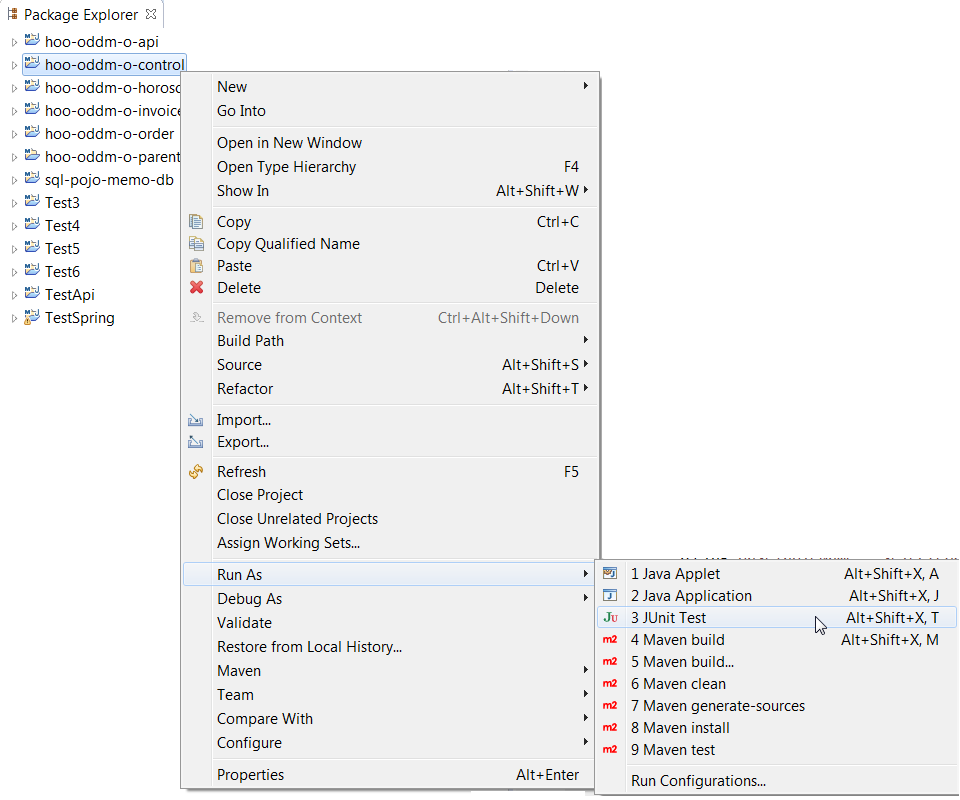 Package Explorer
hoo-oddm-o-api
hoo-oddm-o-control
hoo-oddm-o-horosc
hoo-oddm-o-invoice
hoo-oddm-o-order
hoo-oddm-o-parent
sql-pojo-memo-db
Test3
Test4
Test5
Test6
TestApi
TestSpring
New
Go Into
Open in New Window
Open Type Hierarchy F4
Show In Alt+Shift+W
Copy Ctrl+C
Copy Qualified Name
Paste Ctrl+V
Delete Delete
Remove from Context Ctrl+Alt+Shift+Down
Build Path
Source Alt+Shift+S
Refactor Alt+Shift+T
Import...
Export...
Refresh F5
Close Project
Close Unrelated Projects
Assign Working Sets...
Run As
Debug As
Validate
Restore from Local History...
Maven
Team
Compare With
Configure
Properties Alt+Enter
1 Java Applet Alt+Shift+X, A
2 Java Application Alt+Shift+X, J
JU 3 JUnit Test Alt+Shift+X, T
m2 4 Maven build Alt+Shift+X, M
m2 5 Maven build...
m2 6 Maven clean
m2 7 Maven generate-sources
m2 8 Maven install
m2 9 Maven test
Run Configurations...